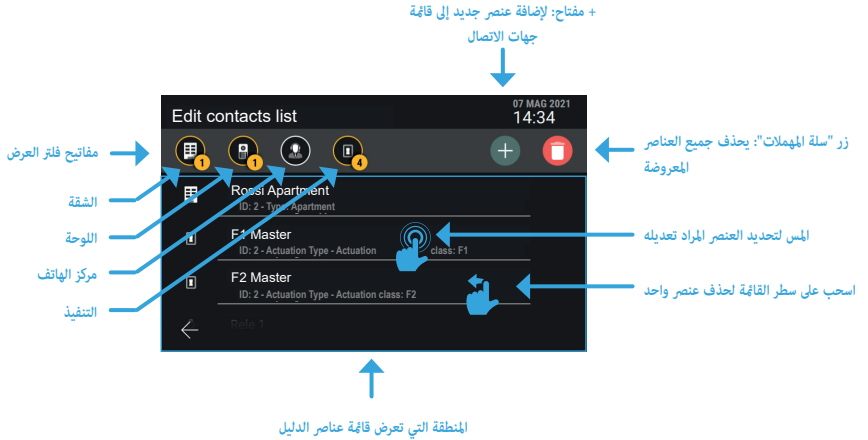 + مفتاح: لإضافة عنصر جديد إلى قائمة
جهات الاتصال
Edit contacts list
07 MAG 2021
14:34
مفاتيح فلتر العرض
1
1
4
+
زر "سلة المهملات": يحذف جميع العناصر
المعروضة
الشقة
اللوحة
مركز الهاتف
التنفيذ
Rossi Apartment
ID: 2 - Type: Apartment
F1 Master
ID: 2 - Actuation Type - Actuation class: F1
المس لتحديد العنصر المراد تعديله
F2 Master
ID: 2 - Actuation Type - Actuation class: F2
اسحب على سطر القائمة لحذف عنصر واحد
Rele 1
المنطقة التي تعرض قائمة عناصر الدليل